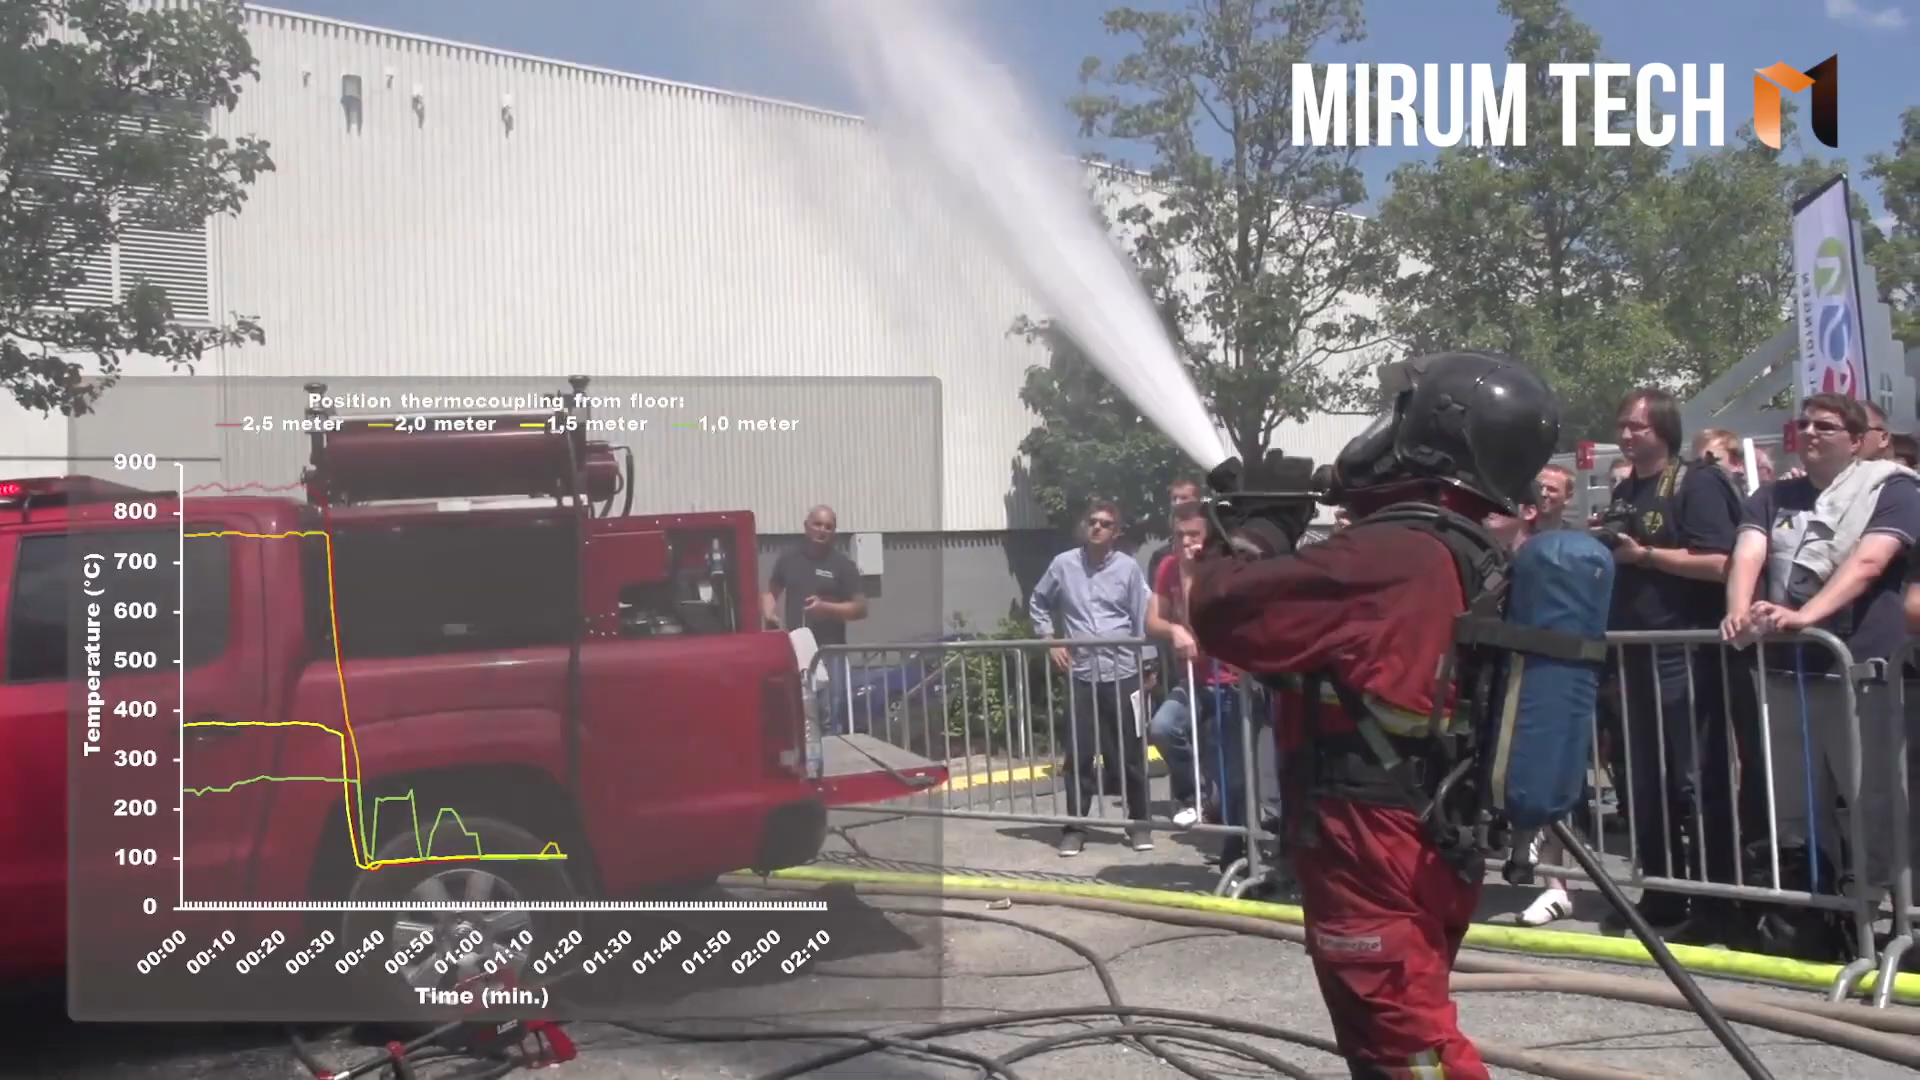 MIRUM TECH
Position thermocoupling from floor:
2,5 meter 2,0 meter 1,5 meter 1,0 meter
900
800
700
600
500
400
300
200
100
0
Temperature (°C)
00:00 00:10 00:20 00:30 00:40 00:50 01:00 01:10 01:20 01:30 01:40 01:50 02:00 02:10
Time (min.)